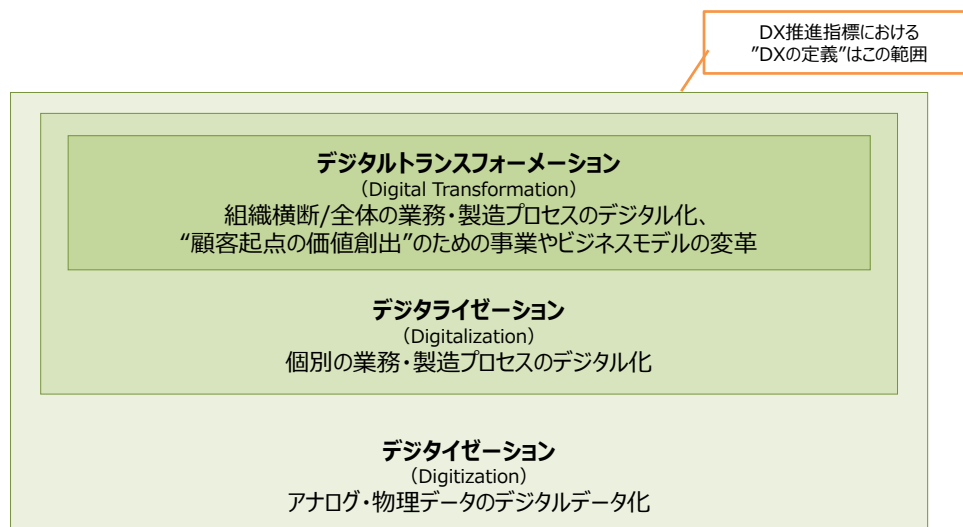 DX推進指標における
”DXの定義”はこの範囲
デジタルトランスフォーメーション
（Digital Transformation）
組織横断/全体の業務・製造プロセスのデジタル化、
“顧客起点の価値創出”のための事業やビジネスモデルの変革
デジタライゼーション
（Digitalization）
個別の業務・製造プロセスのデジタル化
デジタイゼーション
（Digitization）
アナログ・物理データのデジタルデータ化